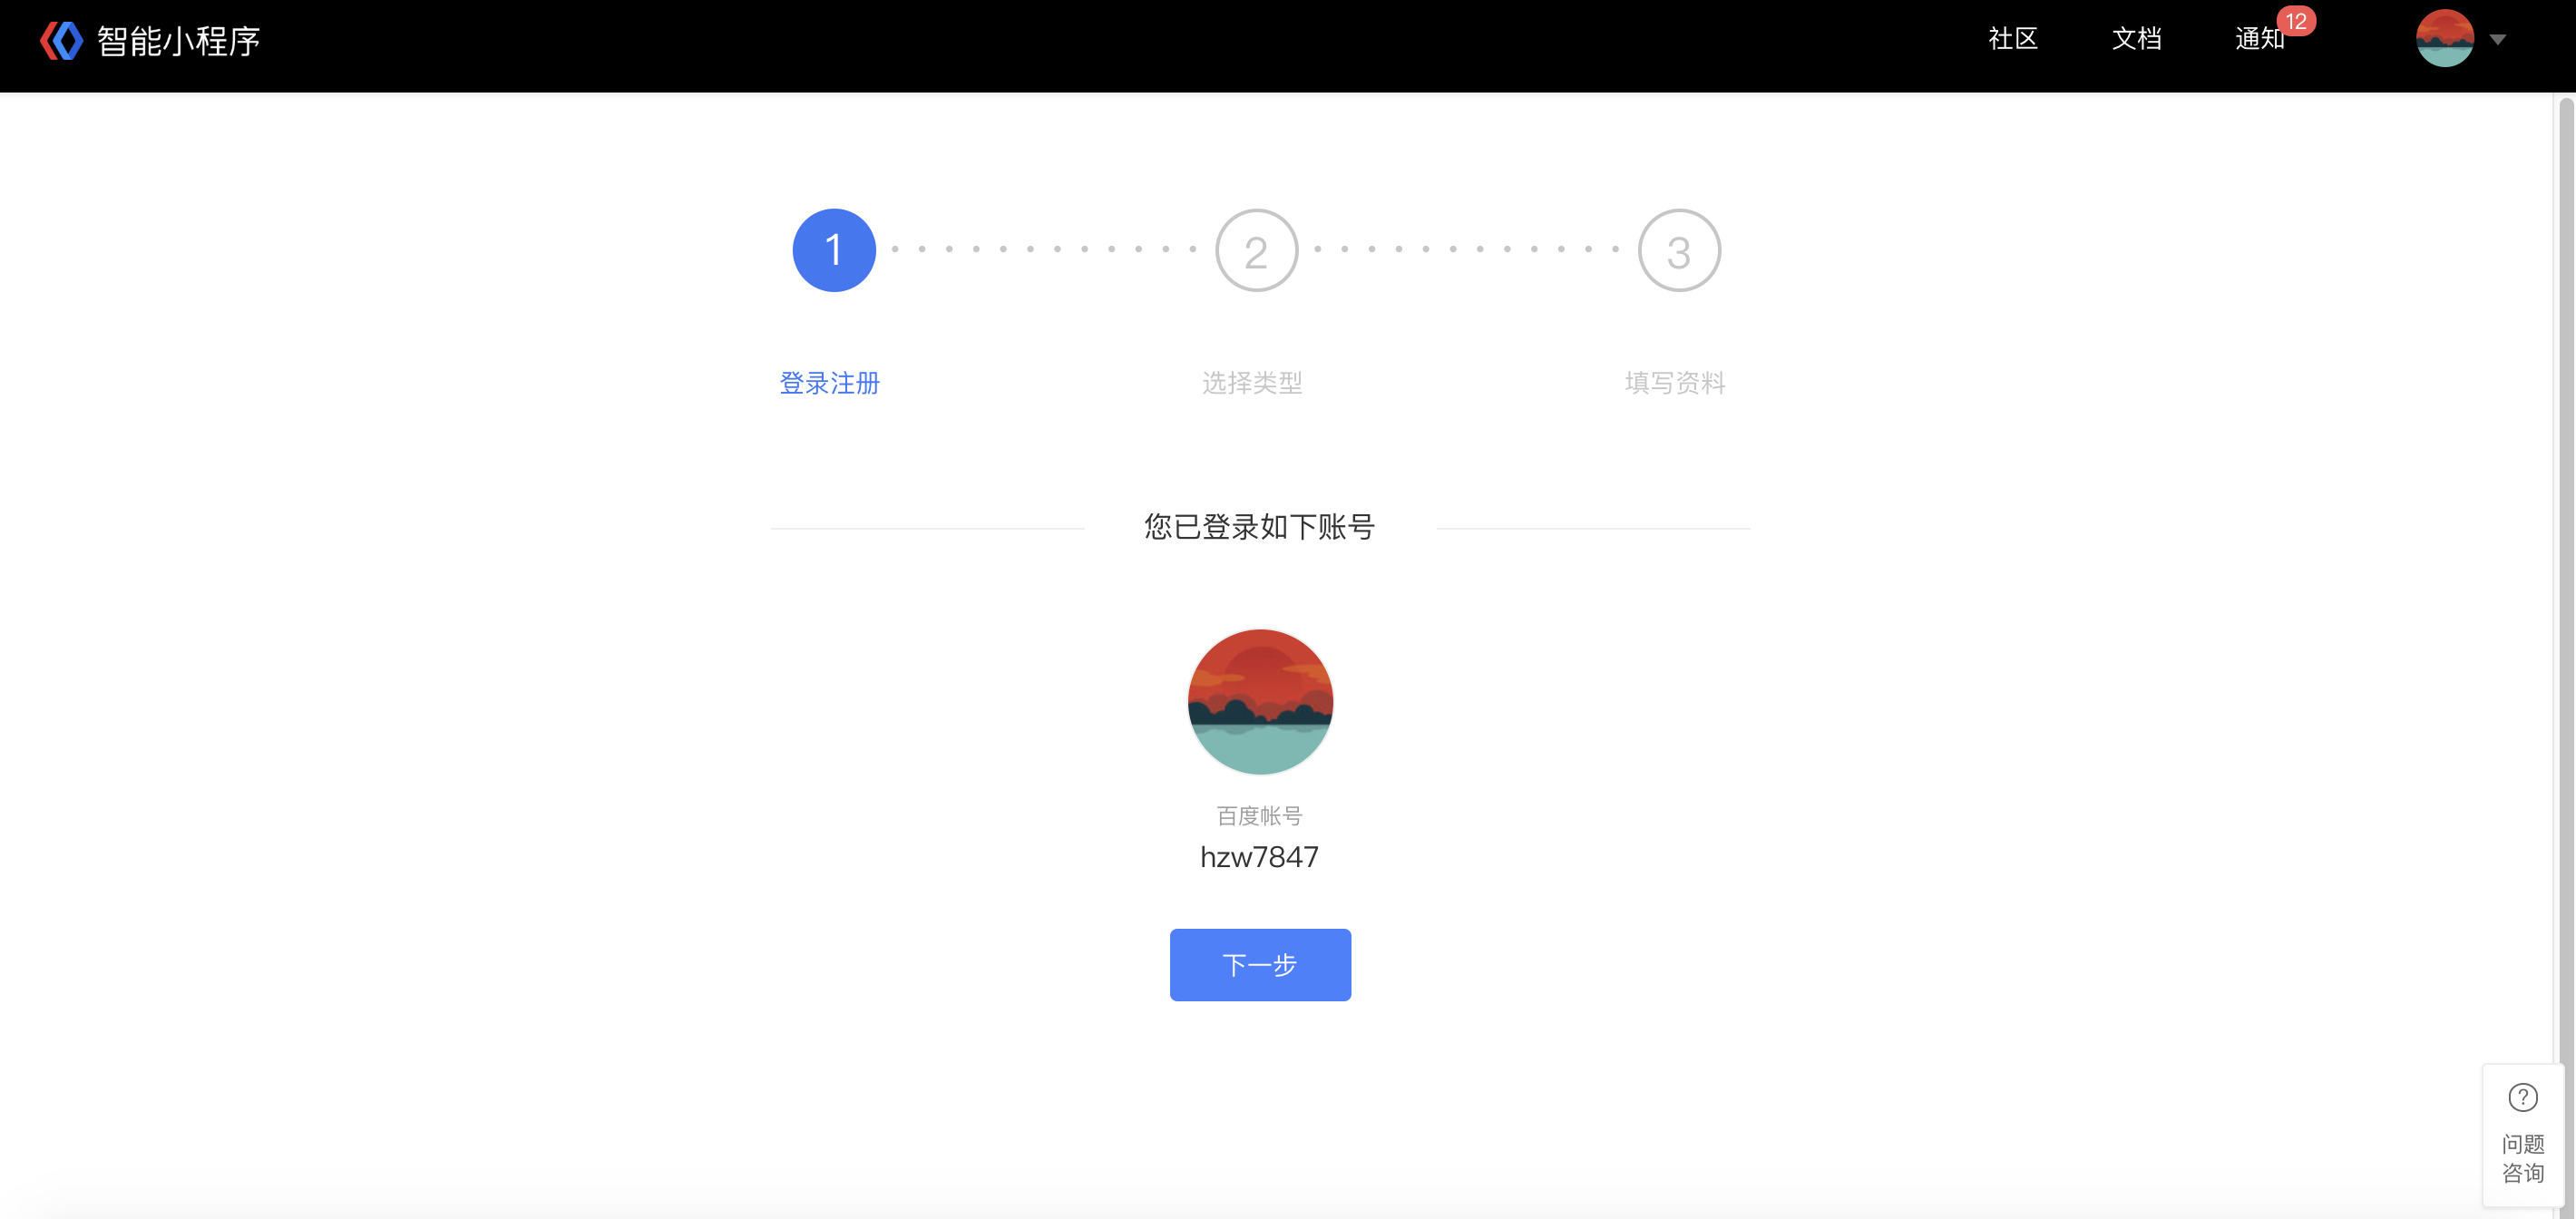 智能小程序
社区
文档
通知
12
1
2
3
登录注册
选择类型
填写资料
您已登录如下账号
百度帐号
hzw7847
下一步
?
问题
咨询